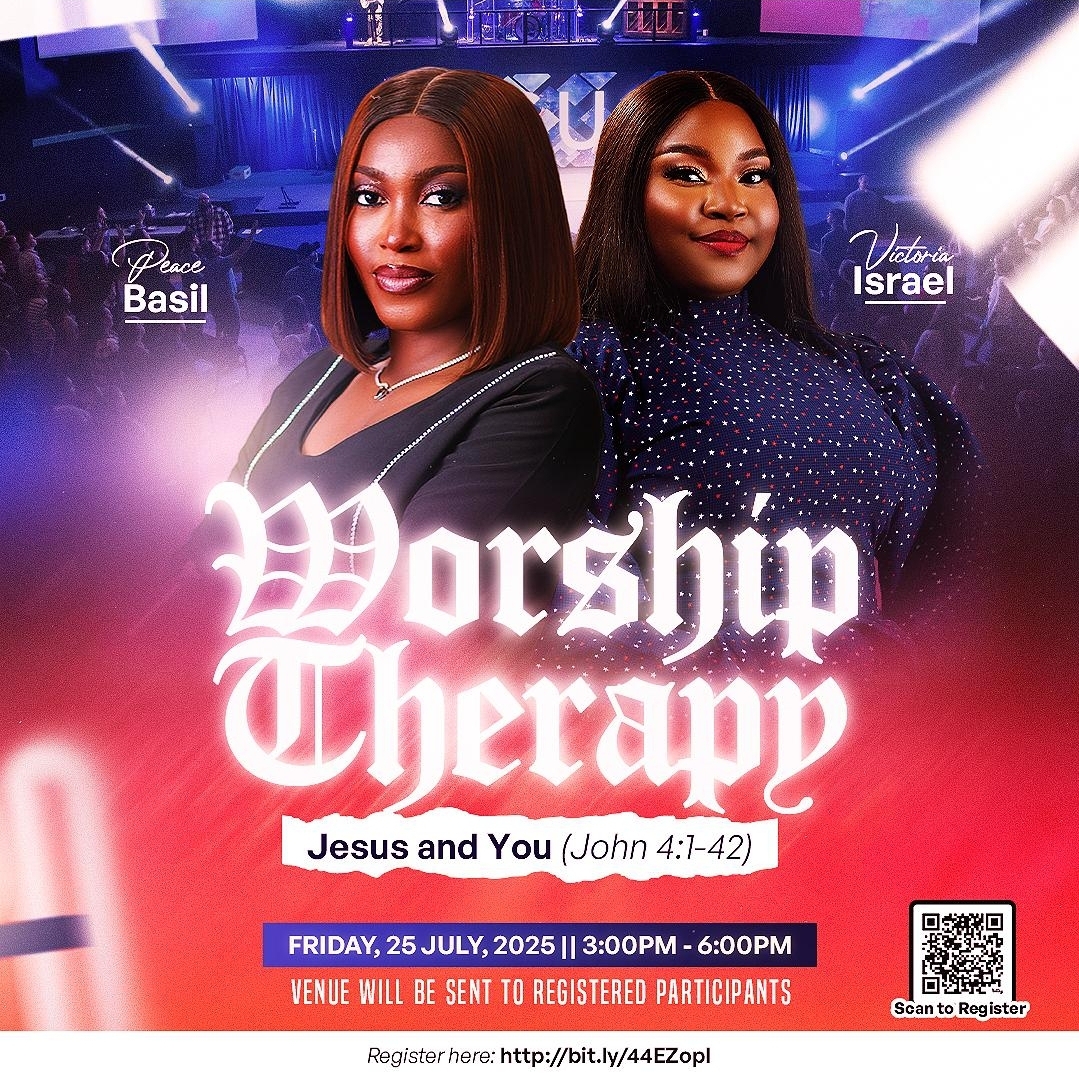 Peace
Basil
Victoria
Israel
Worship
Therapy
Jesus and You (John 4:1-42)
FRIDAY, 25 JULY, 2025 || 3:00PM - 6:00PM
VENUE WILL BE SENT TO REGISTERED PARTICIPANTS
Scan to Register
Register here: http://bit.ly/44EZopl